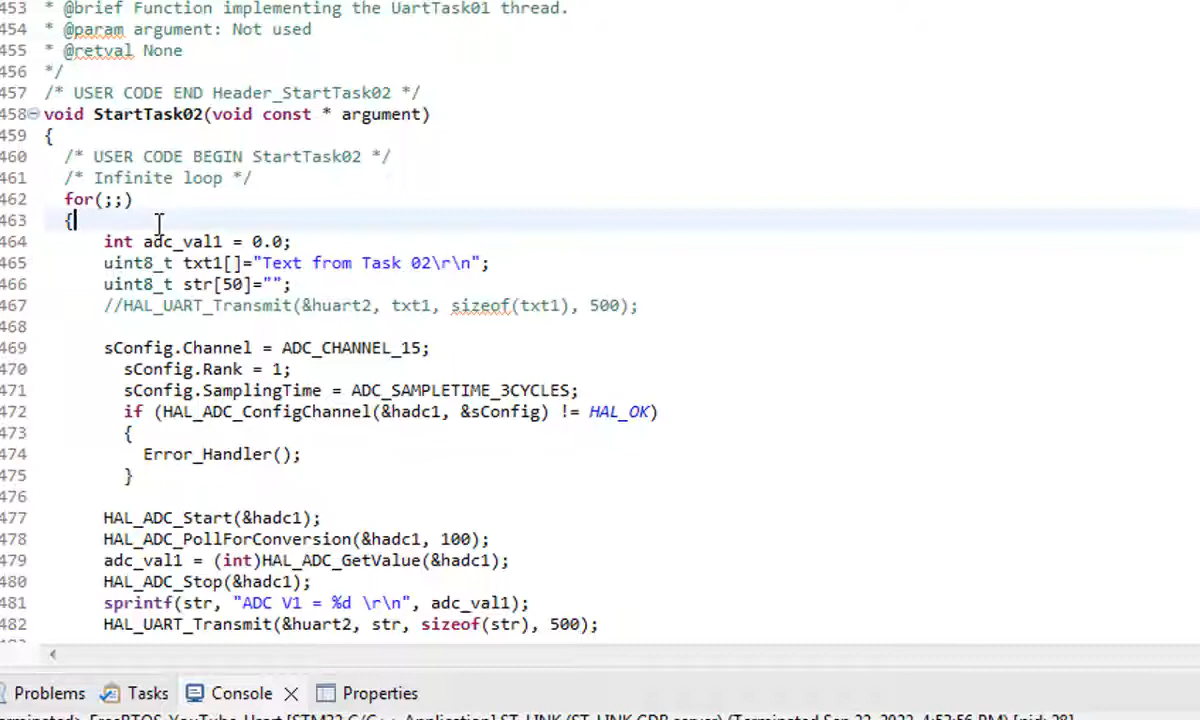 453 * @brief Function implementing the UartTask01 thread.
454 * @param argument: Not used
455 * @retval None
456 */
457 /* USER CODE END Header_StartTask02 */
458 void StartTask02(void const * argument)
459 {
460 /* USER CODE BEGIN StartTask02 */
461 /* Infinite loop */
462 for(;;)
463 {
464 int adc_val1 = 0.0;
465 uint8_t txt1[]="Text from Task 02\r\n";
466 uint8_t str[50]="";
467 //HAL_UART_Transmit(&huart2, txt1, sizeof(txt1), 500);
468
469 sConfig.Channel = ADC_CHANNEL_15;
470 sConfig.Rank = 1;
471 sConfig.SamplingTime = ADC_SAMPLETIME_3CYCLES;
472 if (HAL_ADC_ConfigChannel(&hadc1, &sConfig) != HAL_OK)
473 {
474 Error_Handler();
475 }
476
477 HAL_ADC_Start(&hadc1);
478 HAL_ADC_PollForConversion(&hadc1, 100);
479 adc_val1 = (int)HAL_ADC_GetValue(&hadc1);
480 HAL_ADC_Stop(&hadc1);
481 sprintf(str, "ADC V1 = %d \r\n", adc_val1);
482 HAL_UART_Transmit(&huart2, str, sizeof(str), 500);
Problems Tasks Console Properties